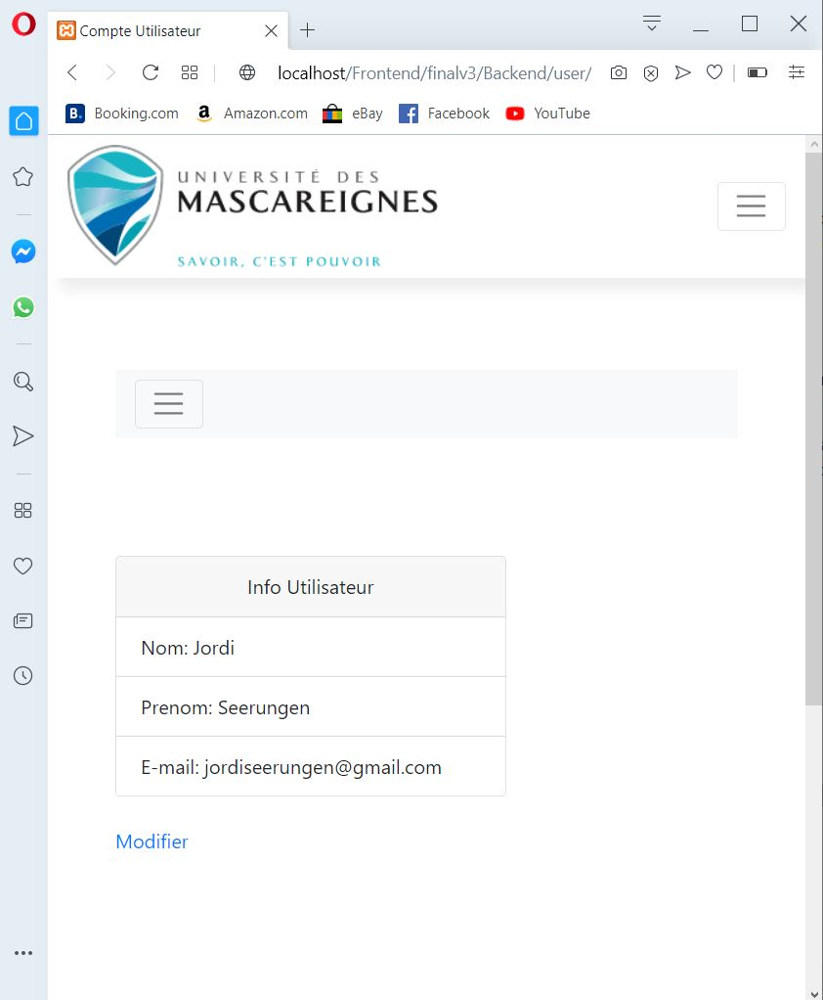 Compte Utilisateur
localhost/Frontend/finalv3/Backend/user/
B. Booking.com a Amazon.com eBay Facebook YouTube
UNIVERSITÉ DES
MASCAREIGNES
SAVOIR, C'EST POUVOIR
Info Utilisateur
Nom: Jordi
Prenom: Seerungen
E-mail: jordiseerungen@gmail.com
Modifier